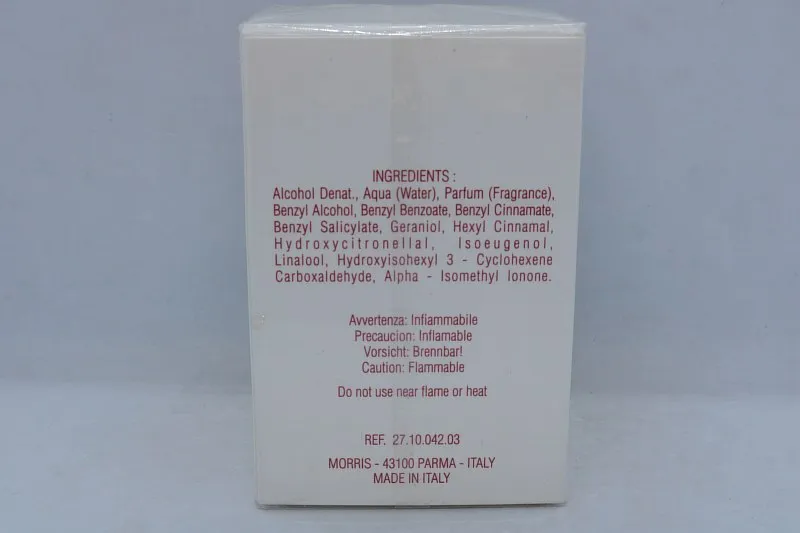 INGREDIENTS :
Alcohol Denat., Aqua (Water), Parfum (Fragrance),
Benzyl Alcohol, Benzyl Benzoate, Benzyl Cinnamate,
Benzyl Salicylate, Geraniol, Hexyl Cinnamal,
Hydroxycitronellal, Isoeugenol,
Linalool, Hydroxyisohexyl 3 - Cyclohexene
Carboxaldehyde, Alpha - Isomethyl Ionone.
Avvertenza: Infiammabile
Precaucion: Inflamable
Vorsicht: Brennbar!
Caution: Flammable
Do not use near flame or heat
REF. 27.10.042.03
MORRIS - 43100 PARMA - ITALY
MADE IN ITALY